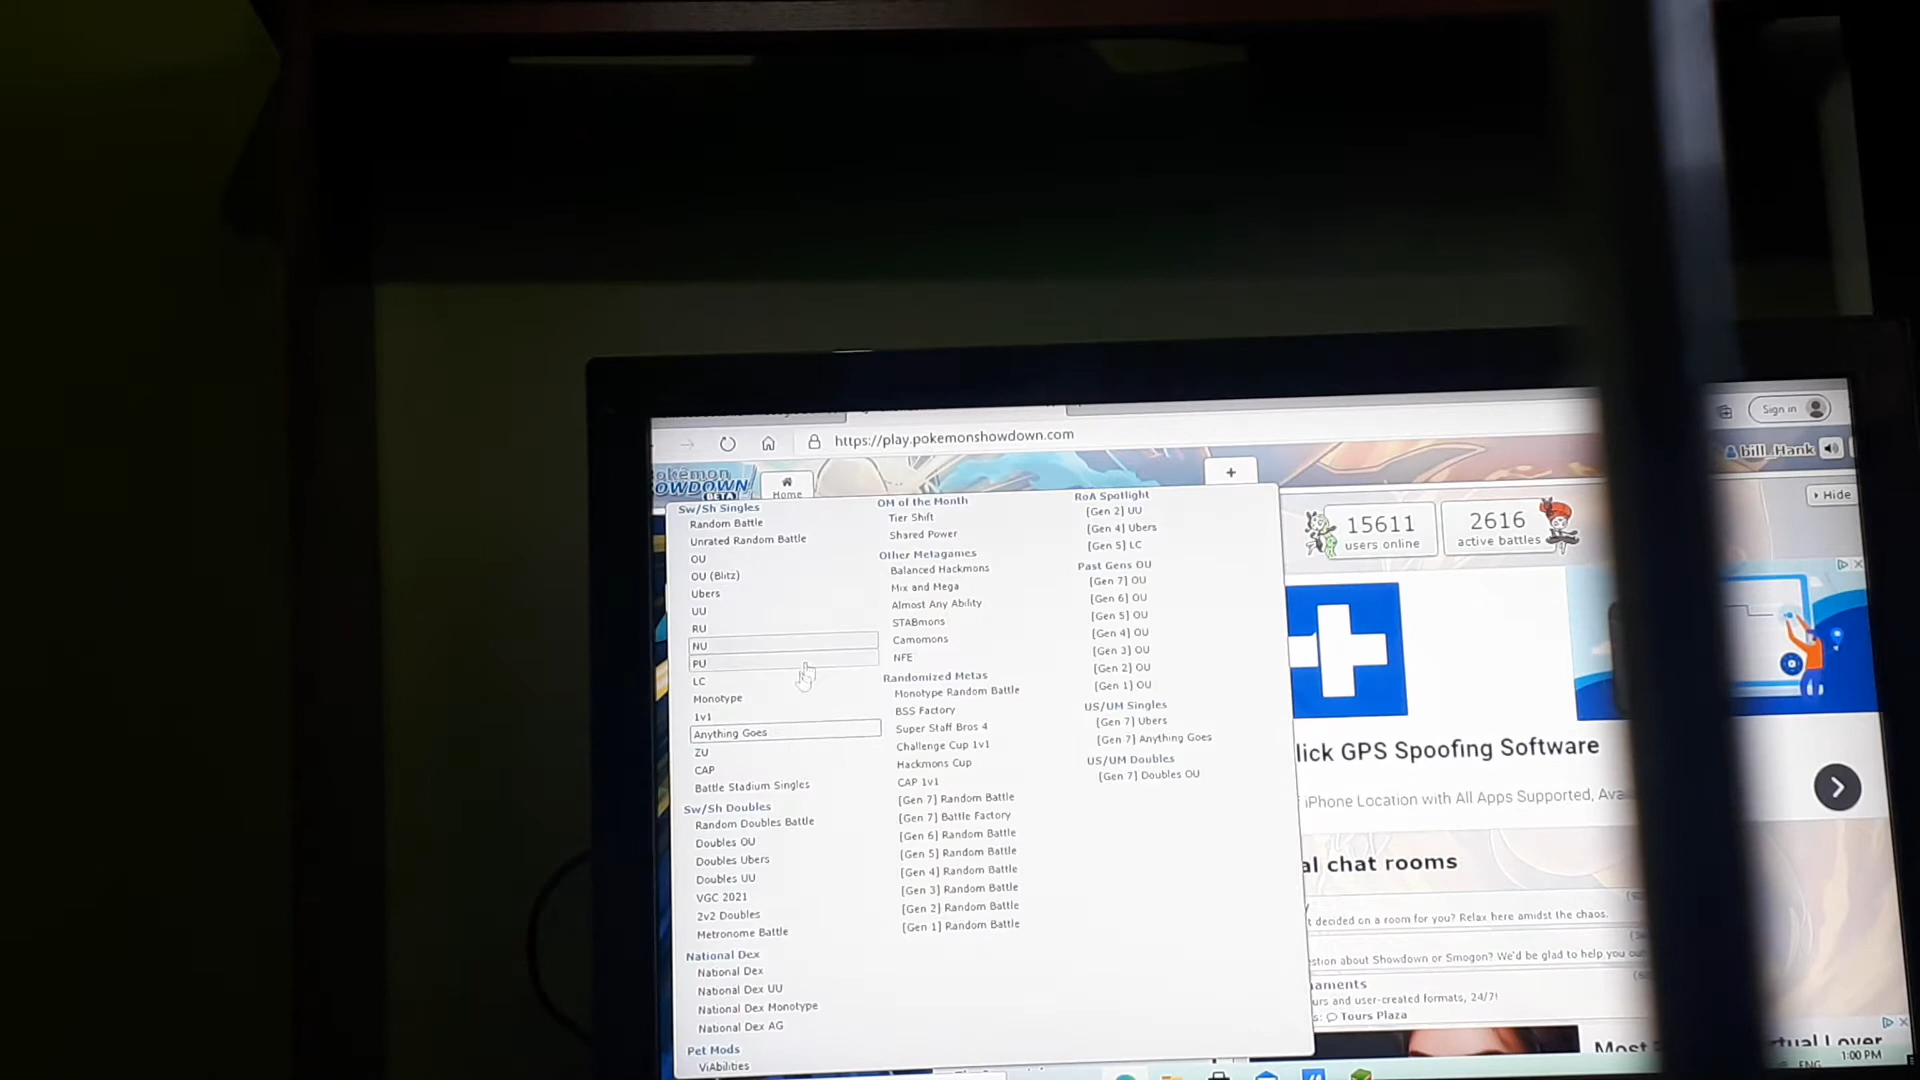 Sign in
https://play.pokemonshowdown.com
bill_Hank
pokémon
OWDOWN
BETA
Home
+
Hide
15611
users online
2616
active battles
Sw/Sh Singles
Random Battle
Unrated Random Battle
OU
OU (Blitz)
Ubers
UU
RU
NU
PU
LC
Monotype
1v1
Anything Goes
ZU
CAP
Battle Stadium Singles
Sw/Sh Doubles
Random Doubles Battle
Doubles OU
Doubles Ubers
Doubles UU
VGC 2021
2v2 Doubles
Metronome Battle
National Dex
National Dex
National Dex UU
National Dex Monotype
National Dex AG
Pet Mods
ViAbilities
OM of the Month
Tier Shift
Shared Power
Other Metagames
Balanced Hackmons
Mix and Mega
Almost Any Ability
STABmons
Camomons
NFE
Randomized Metas
Monotype Random Battle
BSS Factory
Super Staff Bros 4
Challenge Cup 1v1
Hackmons Cup
CAP 1v1
[Gen 7] Random Battle
[Gen 7] Battle Factory
[Gen 6] Random Battle
[Gen 5] Random Battle
[Gen 4] Random Battle
[Gen 3] Random Battle
[Gen 2] Random Battle
[Gen 1] Random Battle
RoA Spotlight
[Gen 2] UU
[Gen 4] Ubers
[Gen 5] LC
Past Gens OU
[Gen 7] OU
[Gen 6] OU
[Gen 5] OU
[Gen 4] OU
[Gen 3] OU
[Gen 2] OU
[Gen 1] OU
US/UM Singles
[Gen 7] Ubers
[Gen 7] Anything Goes
US/UM Doubles
[Gen 7] Doubles OU
lick GPS Spoofing Software
iPhone Location with All Apps Supported, Ava
al chat rooms
t decided on a room for you? Relax here amidst the chaos.
stion about Showdown or Smogon? We'd be glad to help you
naments
urs and user-created formats, 24/7!
s: Tours Plaza
Most
tual Lover
ENG
1:00 PM